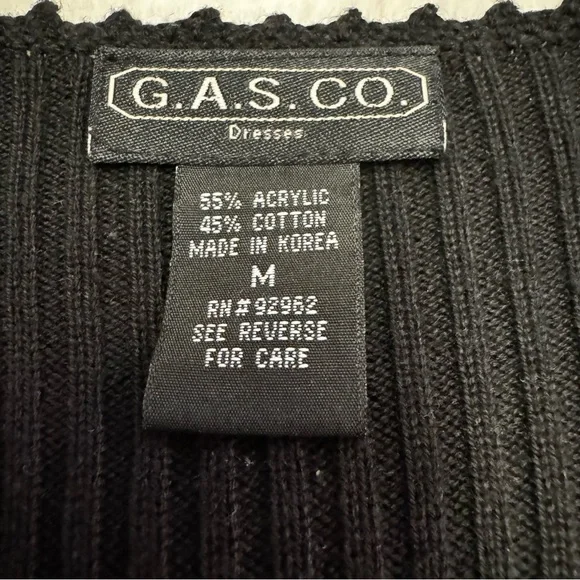 G.A.S. CO.
Dresses
55% ACRYLIC
45% COTTON
MADE IN KOREA
M
RN# 92962
SEE REVERSE
FOR CARE